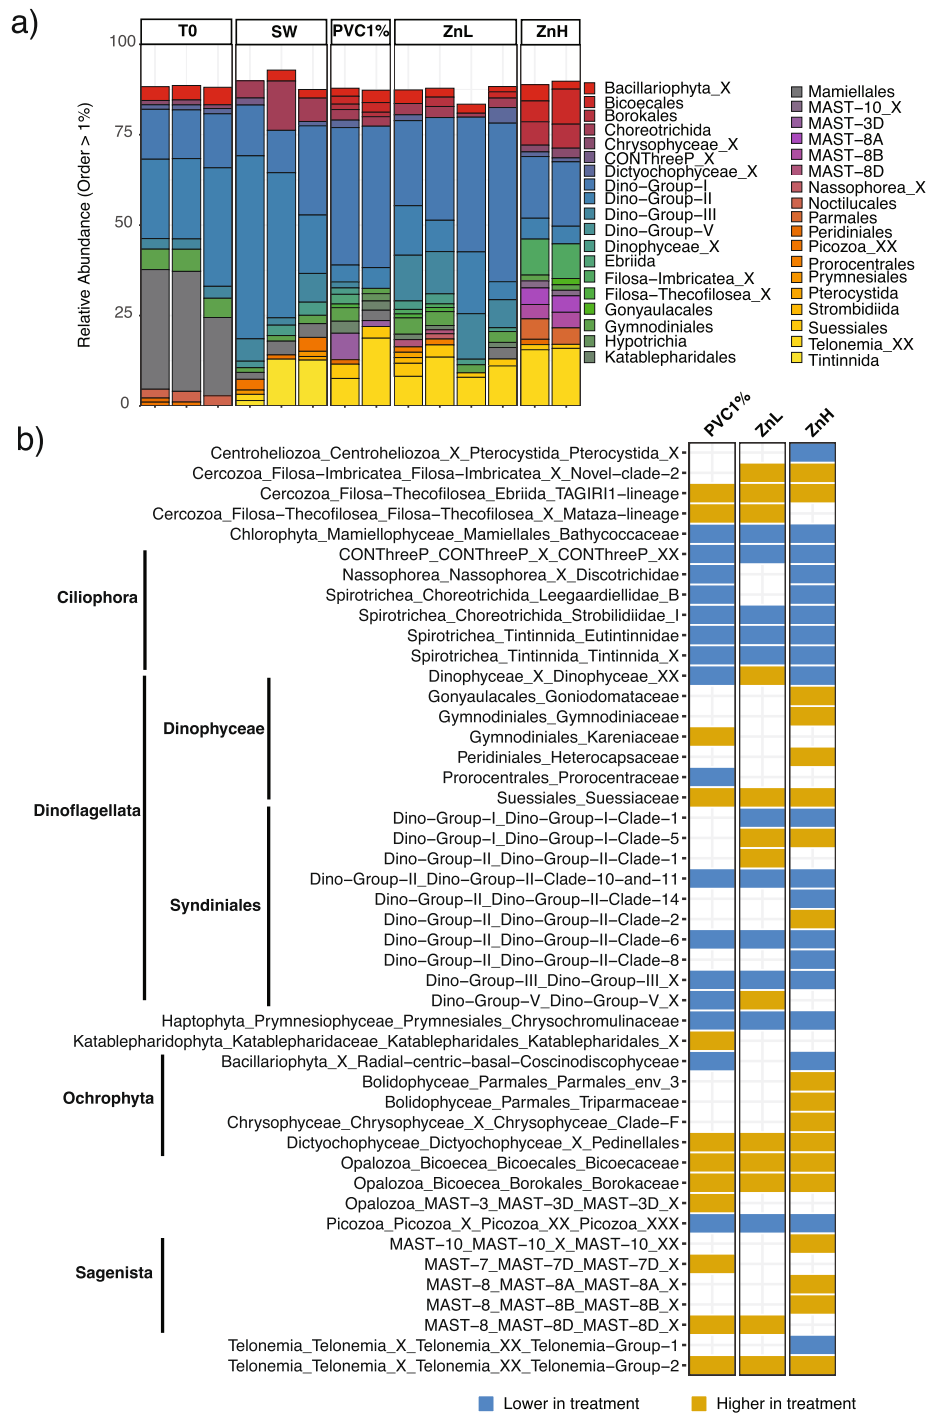 a)
T0 SW PVC1% ZnL ZnH
Relative Abundance (Order > 1%)
100
75
50
25
0
Bacillariophyta_X
Bicoecales
Borokales
Choreotrichida
Chrysophyceae_X
CONThreeP_X
Dictyochophyceae_X
Dino-Group-I
Dino-Group-II
Dino-Group-III
Dino-Group-V
Dinophyceae_X
Ebriida
Filosa-Imbricatea_X
Filosa-Thecofilosea_X
Gonyaulacales
Gymnodiniales
Hypotrichia
Katablepharidales
Mamiellales
MAST-10_X
MAST-3D
MAST-8A
MAST-8B
MAST-8D
Nassophorea_X
Noctilucales
Parmales
Peridiniales
Picozoa_XX
Prorocentrales
Prymnesiales
Pterocystida
Strombidiida
Suessiales
Telonemia_XX
Tintinnida
b)
PVC1% ZnL ZnH
Centroheliozoa_Centroheliozoa_X_Pterocystida_Pterocystida_X
Cercozoa_Filosa-Imbricatea_Filosa-Imbricatea_X_Novel-clade-2
Cercozoa_Filosa-Thecofilosea_Ebriida_TAGIRI1-lineage
Cercozoa_Filosa-Thecofilosea_Filosa-Thecofilosea_X_Mataza-lineage
Chlorophyta_Mamiellophyceae_Mamiellales_Bathycoccaceae
CONThreeP_CONThreeP_X_CONThreeP_XX
Nassophorea_Nassophorea_X_Discotrichidae
Ciliophora
Spirotrichea_Choreotrichida_Leegaardiellidae_B
Spirotrichea_Choreotrichida_Strobilidiidae_I
Spirotrichea_Tintinnida_Eutintinnidae
Spirotrichea_Tintinnida_Tintinnida_X
Dinophyceae_X_Dinophyceae_XX
Gonyaulacales_Goniodomataceae
Gymnodiniales_Gymnodiniaceae
Dinophyceae
Gymnodiniales_Kareniaceae
Peridiniales_Heterocapsaceae
Prorocentrales_Prorocentraceae
Suessiales_Suessiaceae
Dinoflagellata
Dino-Group-I_Dino-Group-I-Clade-1
Dino-Group-I_Dino-Group-I-Clade-5
Dino-Group-II_Dino-Group-II-Clade-1
Dino-Group-II_Dino-Group-II-Clade-10-and-11
Dino-Group-II_Dino-Group-II-Clade-14
Syndiniales
Dino-Group-II_Dino-Group-II-Clade-2
Dino-Group-II_Dino-Group-II-Clade-6
Dino-Group-II_Dino-Group-II-Clade-8
Dino-Group-III_Dino-Group-III_X
Dino-Group-V_Dino-Group-V_X
Haptophyta_Prymnesiophyceae_Prymnesiales_Chrysochromulinaceae
Katablepharidophyta_Katablepharidaceae_Katablepharidales_Katablepharidales_X
Bacillariophyta_X_Radial-centric-basal-Coscinodiscophyceae
Bolidophyceae_Parmales_Parmales_env_3
Ochrophyta
Bolidophyceae_Parmales_Triparmaceae
Chrysophyceae_Chrysophyceae_X_Chrysophyceae_Clade-F
Dictyochophyceae_Dictyochophyceae_X_Pedinellales
Opalozoa_Bicoecea_Bicoecales_Bicoecaceae
Opalozoa_Bicoecea_Borokales_Borokaceae
Opalozoa_MAST-3_MAST-3D_MAST-3D_X
Picozoa_Picozoa_X_Picozoa_XX_Picozoa_XXX
MAST-10_MAST-10_X_MAST-10_XX
MAST-7_MAST-7D_MAST-7D_X
Sagenista
MAST-8_MAST-8A_MAST-8A_X
MAST-8_MAST-8B_MAST-8B_X
MAST-8_MAST-8D_MAST-8D_X
Telonemia_Telonemia_X_Telonemia_XX_Telonemia-Group-1
Telonemia_Telonemia_X_Telonemia_XX_Telonemia-Group-2
Lower in treatment Higher in treatment